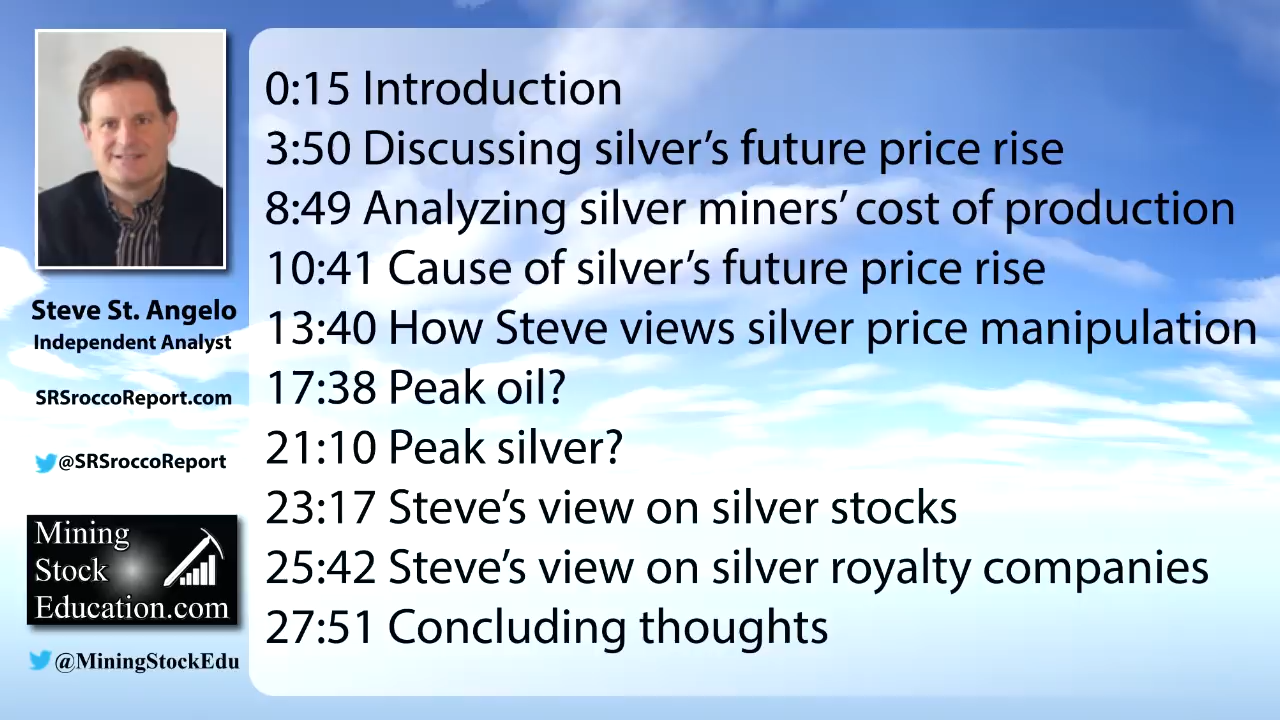 Steve St. Angelo
Independent Analyst
SRSroccoReport.com
@SRSroccoReport
Mining
Stock
Education.com
@MiningStockEdu
0:15 Introduction
3:50 Discussing silver’s future price rise
8:49 Analyzing silver miners’ cost of production
10:41 Cause of silver’s future price rise
13:40 How Steve views silver price manipulation
17:38 Peak oil?
21:10 Peak silver?
23:17 Steve’s view on silver stocks
25:42 Steve’s view on silver royalty companies
27:51 Concluding thoughts